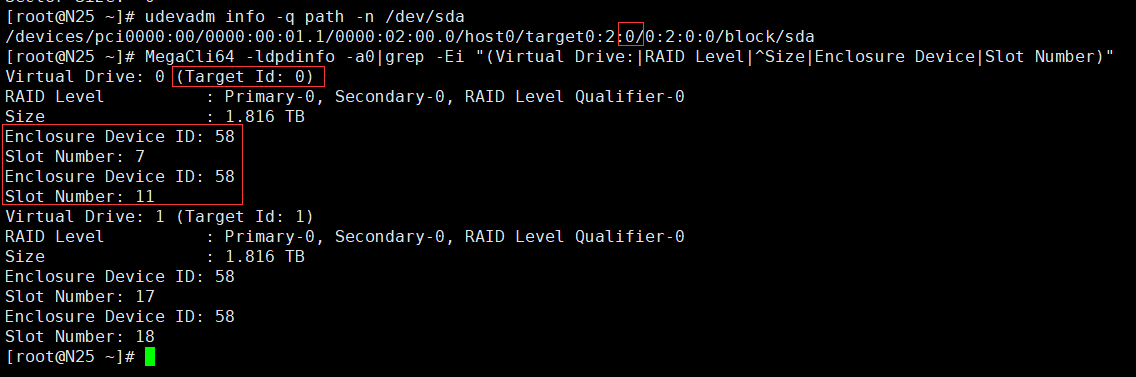 [root@N25 ~]# udevadm info -q path -n /dev/sda
/devices/pci0000:00/0000:00:01.1/0000:02:00.0/host0/target0:2:0/0:2:0:0/block/sda
[root@N25 ~]# MegaCli64 -ldpdinfo -a0|grep -Ei "(Virtual Drive:|RAID Level|^Size|Enclosure Device|Slot Number)"
Virtual Drive: 0 (Target Id: 0)
RAID Level          : Primary-0, Secondary-0, RAID Level Qualifier-0
Size                : 1.816 TB
Enclosure Device ID: 58
Slot Number: 7
Enclosure Device ID: 58
Slot Number: 11
Virtual Drive: 1 (Target Id: 1)
RAID Level          : Primary-0, Secondary-0, RAID Level Qualifier-0
Size                : 1.816 TB
Enclosure Device ID: 58
Slot Number: 17
Enclosure Device ID: 58
Slot Number: 18
[root@N25 ~]#